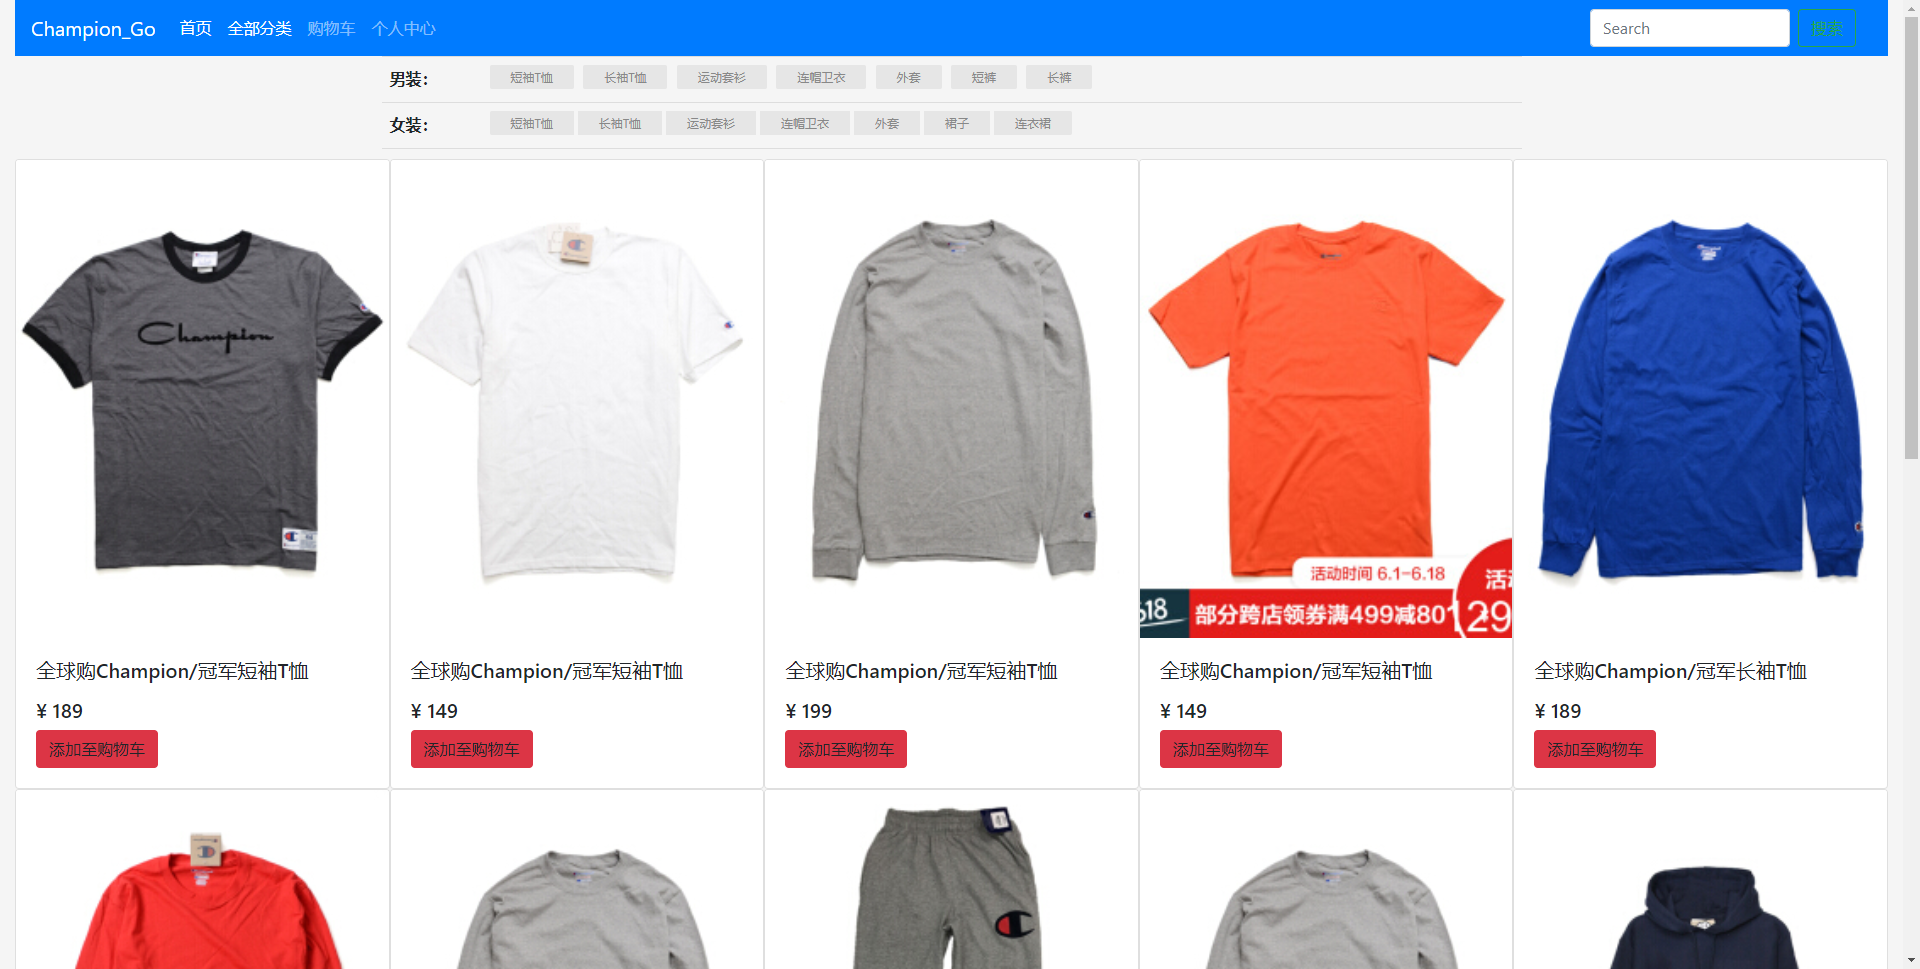 Champion_Go 首页 全部分类 购物车 个人中心 Search 搜索
男装: 短袖T恤 长袖T恤 运动套衫 连帽卫衣 外套 短裤 长裤
女装: 短袖T恤 长袖T恤 运动套衫 连帽卫衣 外套 裙子 连衣裙
Champion
活动时间 6.1-6.18
部分跨店领券满499减80
全球购Champion/冠军短袖T恤
¥ 189
添加至购物车
全球购Champion/冠军短袖T恤
¥ 149
添加至购物车
全球购Champion/冠军短袖T恤
¥ 199
添加至购物车
全球购Champion/冠军短袖T恤
¥ 149
添加至购物车
全球购Champion/冠军长袖T恤
¥ 189
添加至购物车